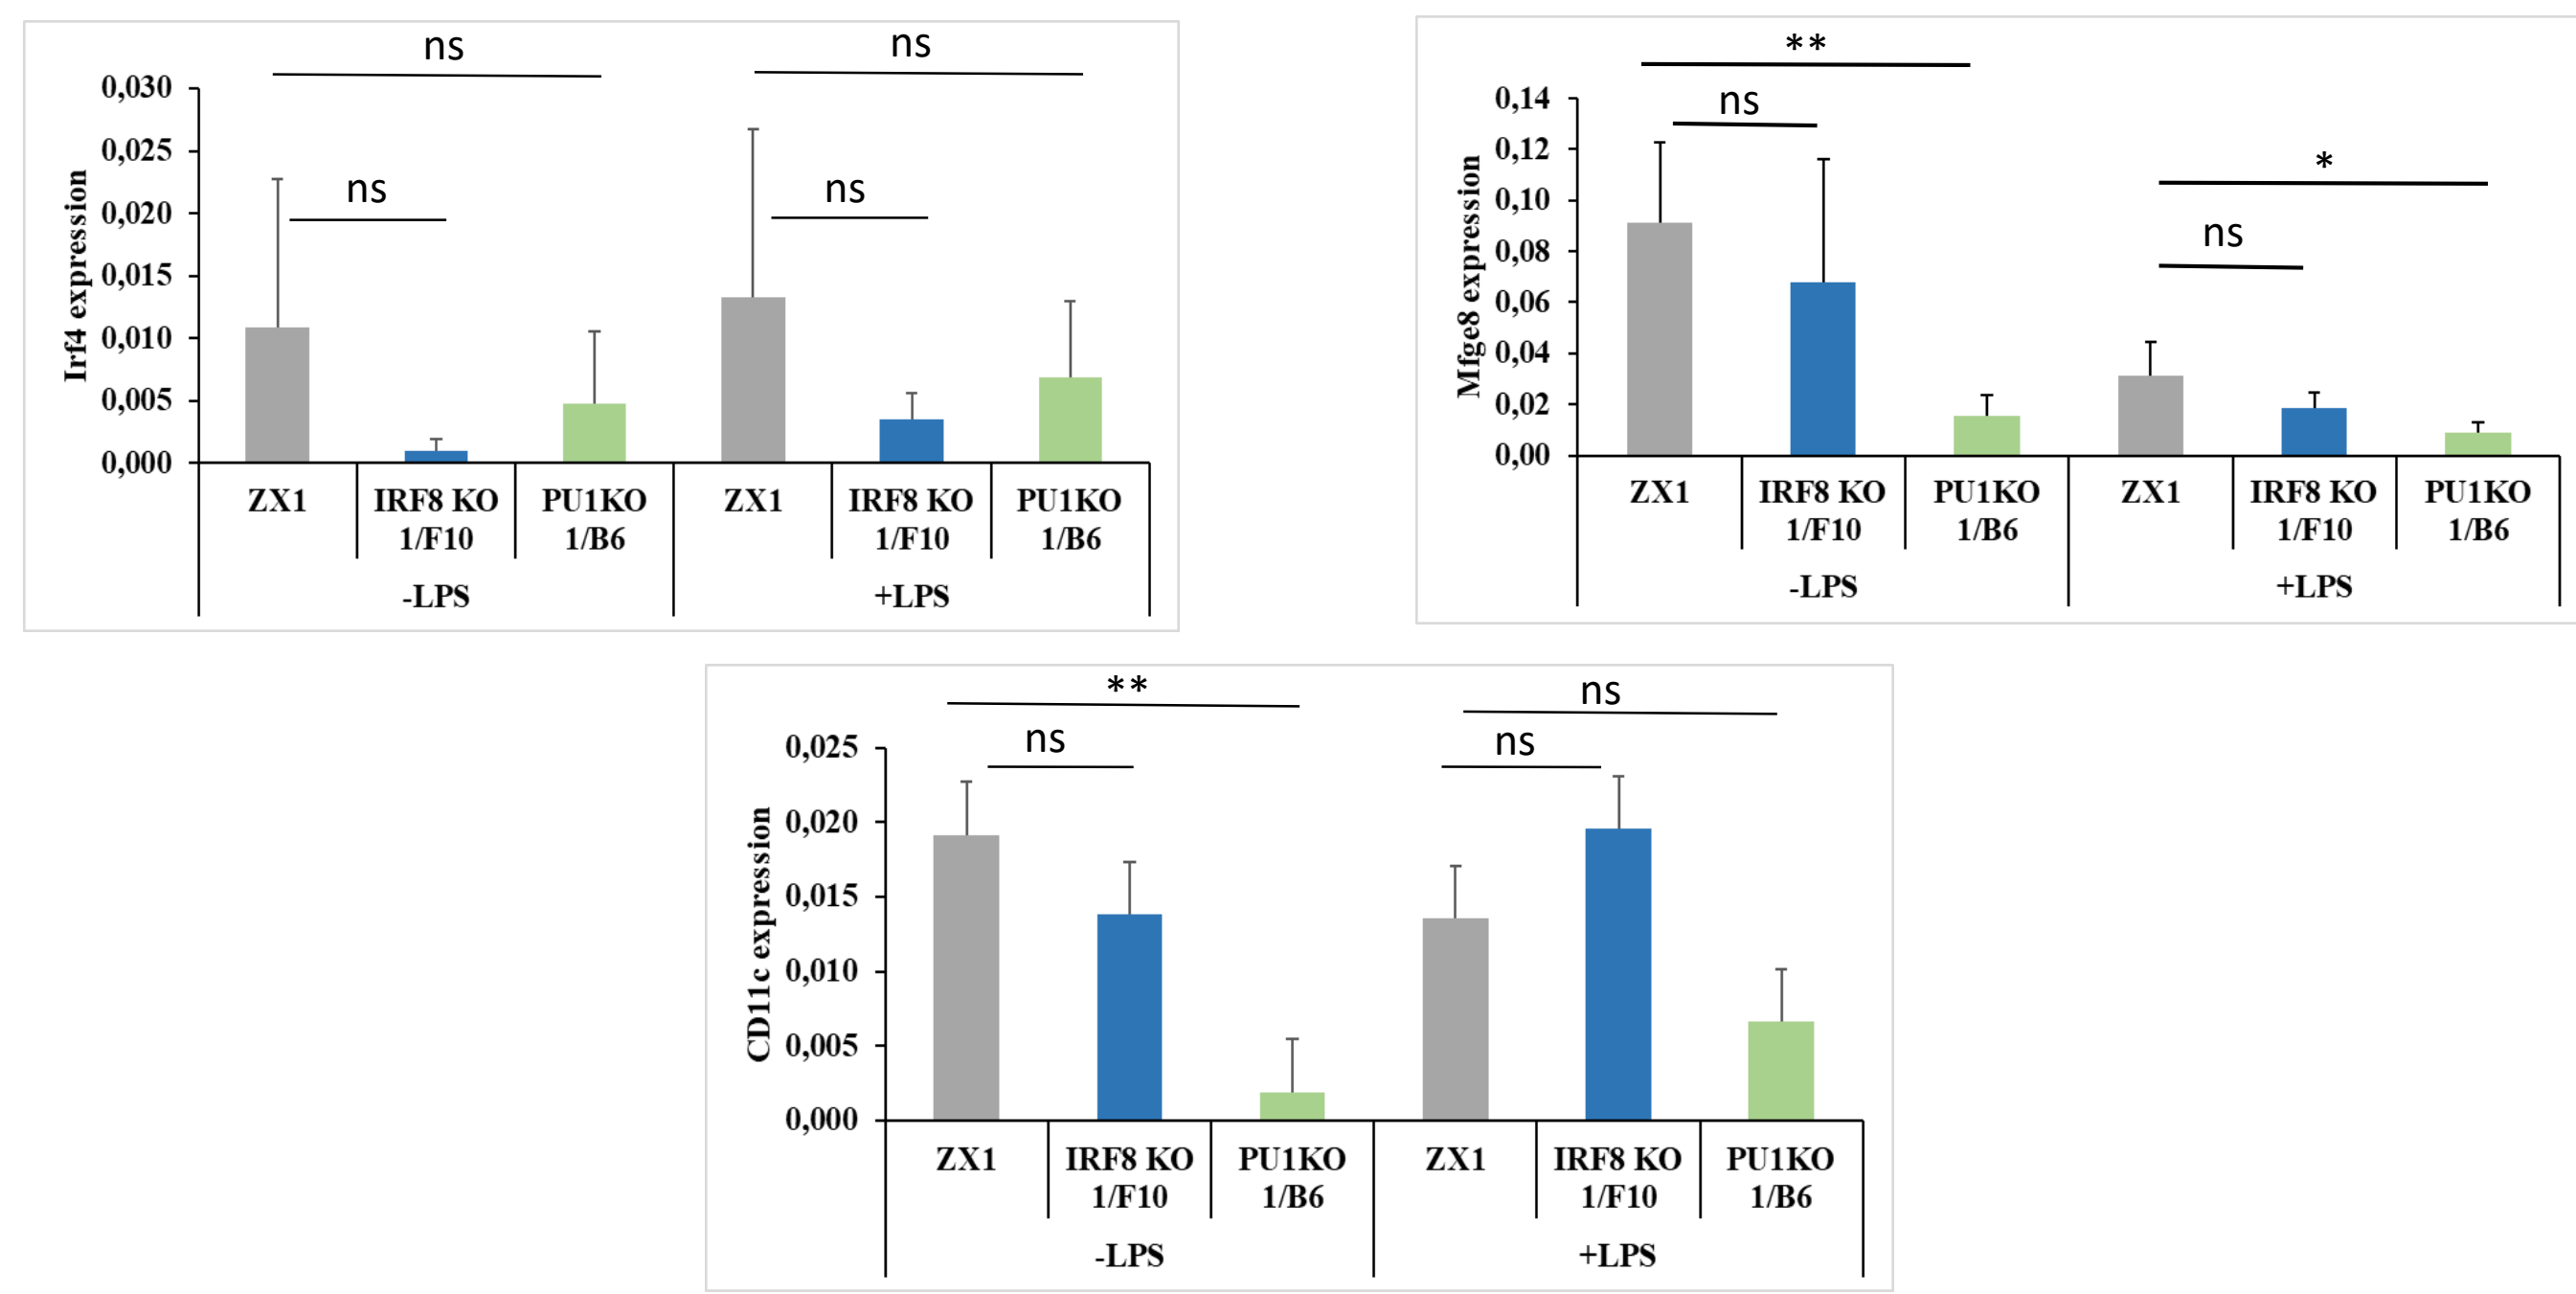 ns
ns
0,030
0,025
0,020
0,015
0,010
0,005
0,000
Irf4 expression
ns
ns
ZX1
IRF8 KO
1/F10
PU1KO
1/B6
ZX1
IRF8 KO
1/F10
PU1KO
1/B6
-LPS
+LPS
**
ns
*
ns
0,14
0,12
0,10
0,08
0,06
0,04
0,02
0,00
Mfge8 expression
ZX1
IRF8 KO
1/F10
PU1KO
1/B6
ZX1
IRF8 KO
1/F10
PU1KO
1/B6
-LPS
+LPS
**
ns
ns
ns
0,025
0,020
0,015
0,010
0,005
0,000
CD11c expression
ZX1
IRF8 KO
1/F10
PU1KO
1/B6
ZX1
IRF8 KO
1/F10
PU1KO
1/B6
-LPS
+LPS